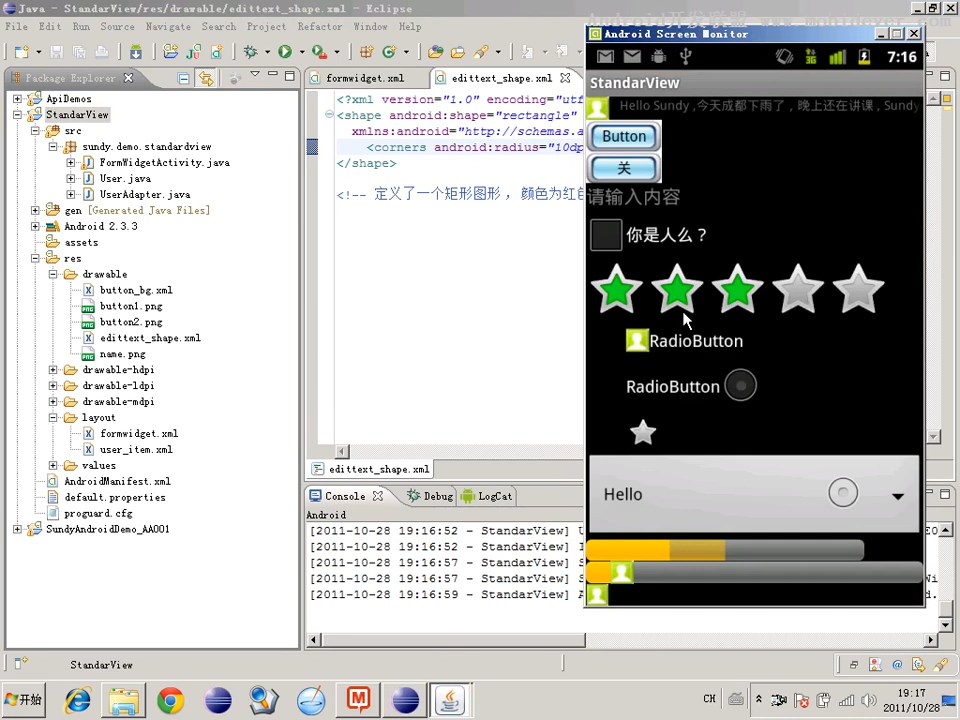 Java - StandarView/res/drawable/edittext_shape.xml - Eclipse
File Edit Run Source Navigate Search Project Refactor Window Help
Package Explorer
ApiDemos
StandarView
src
sundy.demo.standardview
FormWidgetActivity.java
User.java
UserAdapter.java
gen [Generated Java Files]
Android 2.3.3
assets
res
drawable
button_bg.xml
button1.png
button2.png
edittext_shape.xml
name.png
drawable-hdpi
drawable-ldpi
drawable-mdpi
layout
formwidget.xml
user_item.xml
values
AndroidManifest.xml
default.properties
proguard.cfg
SundyAndroidDemo_AA001
formwidget.xml
edittext_shape.xml
<?xml version="1.0" encoding="utf
<shape android:shape="rectangle"
xmlns:android="http://schemas.a
<corners android:radius="10dp
</shape>
<!-- 定义了一个矩形图形，颜色为红色
edittext_shape.xml
Console
Debug
LogCat
Android
[2011-10-28 19:16:52 - StandarView] U
[2011-10-28 19:16:52 - StandarView] I
[2011-10-28 19:16:57 - StandarView] S
[2011-10-28 19:16:57 - StandarView] S
[2011-10-28 19:16:59 - StandarView] A
Android Screen Monitor
3G
7:16
StandarView
Hello Sundy ,今天成都下雨了，晚上还在讲课 , Sundy
Button
关
请输入内容
你是人么？
RadioButton
RadioButton
Hello
StandarView
开始
CH
19:17
2011/10/28